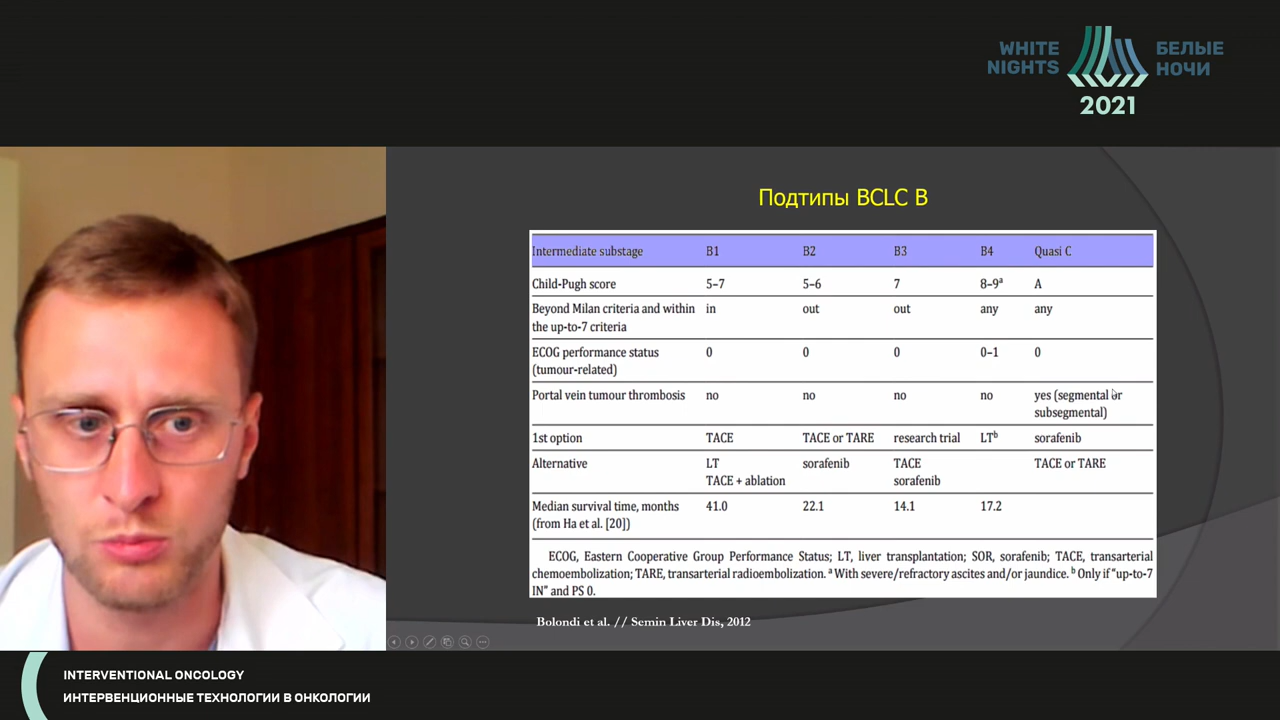 WHITE
NIGHTS
БЕЛЫЕ
НОЧИ
2021
Подтипы BCLC B
Intermediate substage B1 B2 B3 B4 Quasi C
Child-Pugh score 5–7 5–6 7 8–9ᵃ A
Beyond Milan criteria and within in out out any any
the up-to-7 criteria
ECOG performance status 0 0 0 0–1 0
(tumour-related)
Portal vein tumour thrombosis no no no no yes (segmental or
subsegmental)
1st option TACE TACE or TARE research trial LTᵇ sorafenib
Alternative LT sorafenib TACE TACE or TARE
TACE + ablation sorafenib
Median survival time, months 41.0 22.1 14.1 17.2
(from Ha et al. [20])
ECOG, Eastern Cooperative Group Performance Status; LT, liver transplantation; SOR, sorafenib; TACE, transarterial
chemoembolization; TARE, transarterial radioembolization. ᵃ With severe/refractory ascites and/or jaundice. ᵇ Only if "up-to-7
IN" and PS 0.
Bolondi et al. // Semin Liver Dis, 2012
INTERVENTIONAL ONCOLOGY
ИНТЕРВЕНЦИОННЫЕ ТЕХНОЛОГИИ В ОНКОЛОГИИ